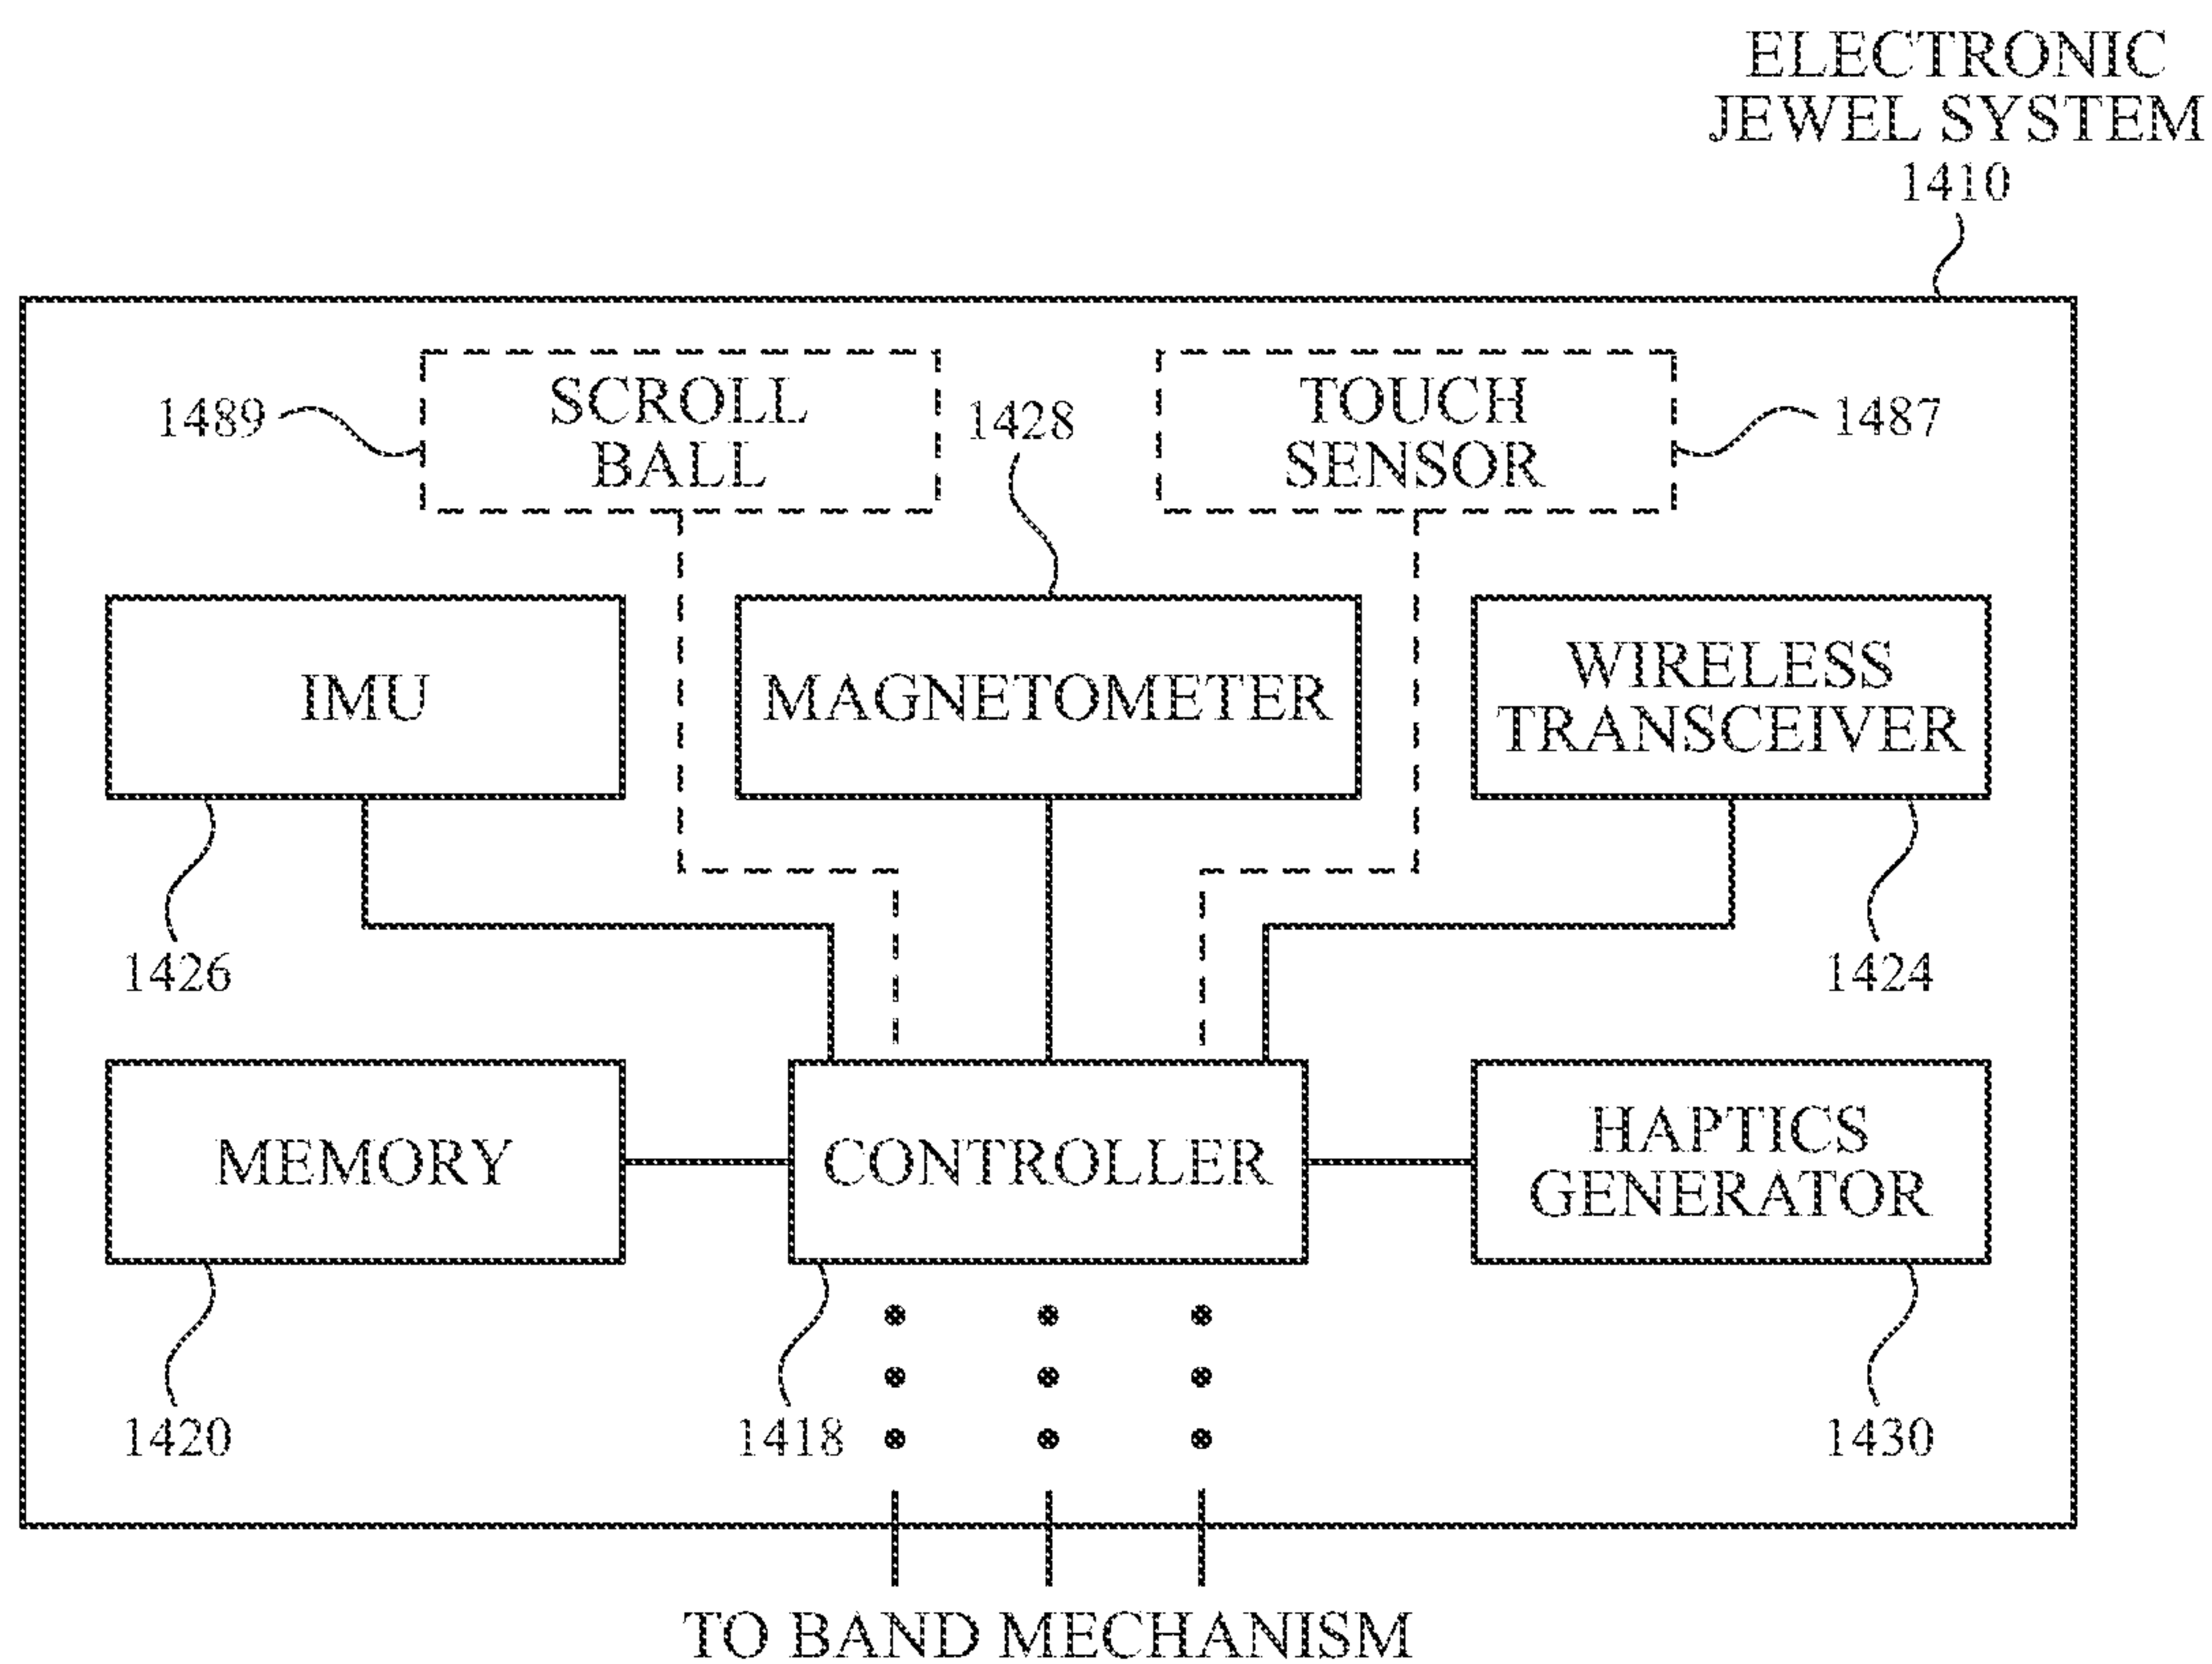 ELECTRONIC
JEWEL SYSTEM
1410
1489
SCROLL
BALL
1428
TOUCH
SENSOR
1487
IMU
MAGNETOMETER
WIRELESS
TRANSCEIVER
1426
1424
MEMORY
CONTROLLER
HAPTICS
GENERATOR
1420
1418
1430
TO BAND MECHANISM